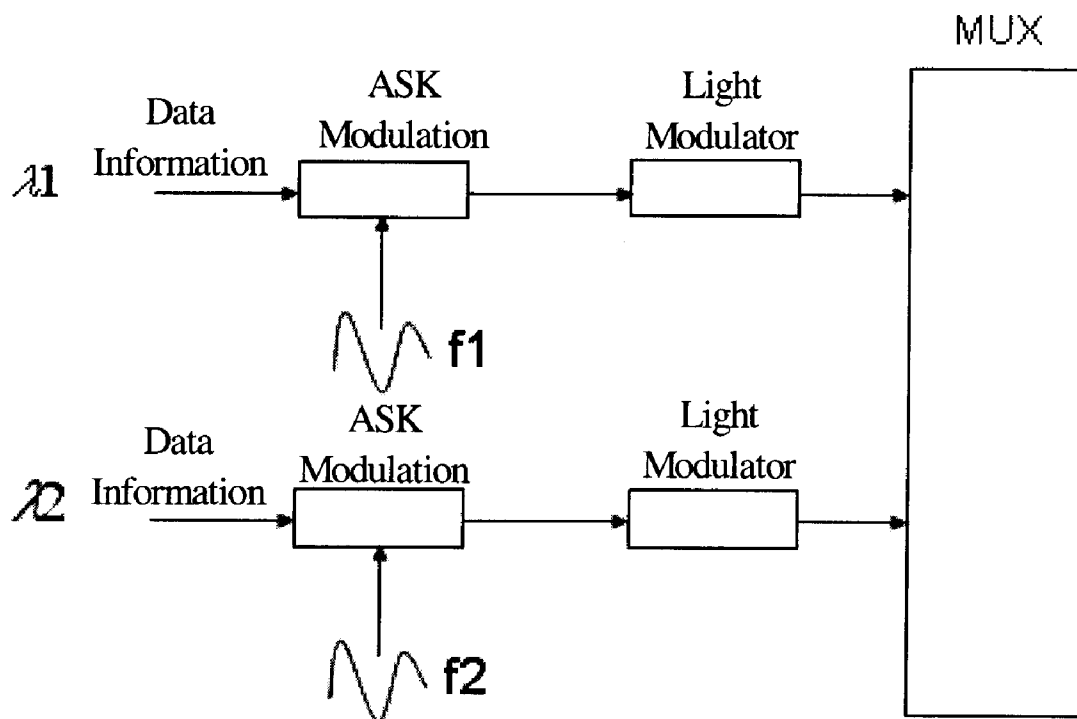 MUX
ASK
Modulation
Light
Modulator
Data
Information
λ1
f1
ASK
Modulation
Light
Modulator
Data
Information
λ2
f2